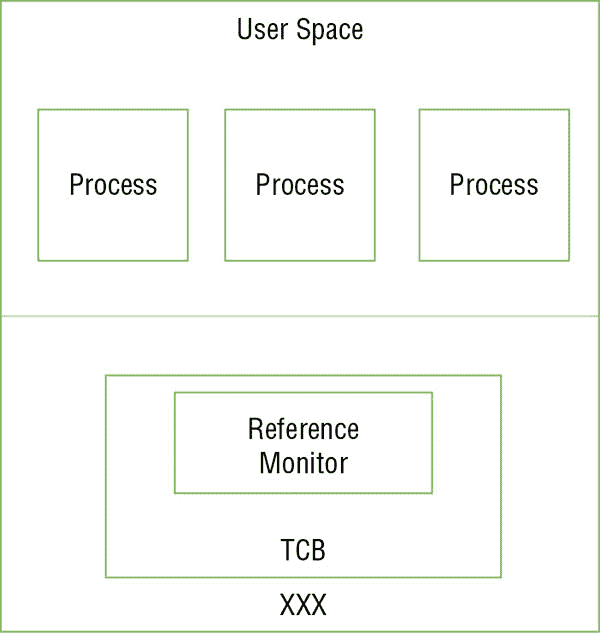 User Space
Process Process Process
Reference
Monitor
TCB
XXX